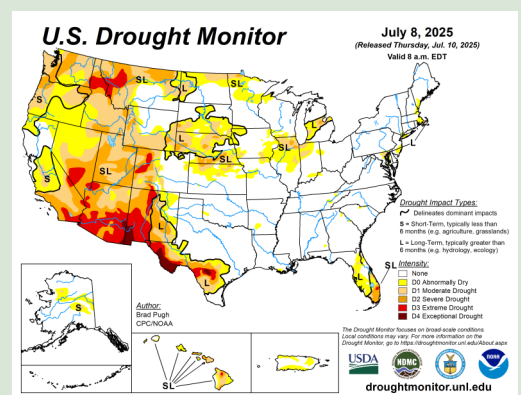 U.S. Drought Monitor
July 8, 2025
(Released Thursday, Jul. 10, 2025)
Valid 8 a.m. EDT
SL
L
SL
S
L
L
SL
SL
L
S
SL
L
L
L
SL
S
SL
Drought Impact Types:
Delineates dominant impacts
S = Short-Term, typically less than
6 months (e.g. agriculture, grasslands)
L = Long-Term, typically greater than
6 months (e.g. hydrology, ecology)
Intensity:
None
D0 Abnormally Dry
D1 Moderate Drought
D2 Severe Drought
D3 Extreme Drought
D4 Exceptional Drought
Author:
Brad Pugh
CPC/NOAA
The Drought Monitor focuses on broad-scale conditions.
Local conditions may vary. For more information on the
Drought Monitor, go to https://droughtmonitor.unl.edu/About.aspx
USDA
NDMC
NOAA
droughtmonitor.unl.edu